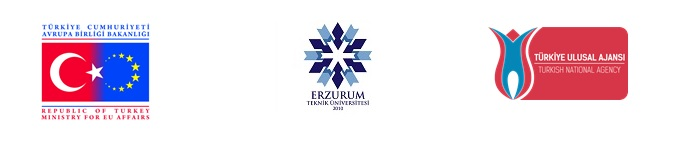 TÜRKİYE CUMHURİYETİ
AVRUPA BİRLİĞİ BAKANLIĞI
REPUBLIC OF TURKEY
MINISTRY FOR EU AFFAIRS
ERZURUM
TEKNİK ÜNİVERSİTESİ
2010
TÜRKİYE ULUSAL AJANSI
TURKISH NATIONAL AGENCY